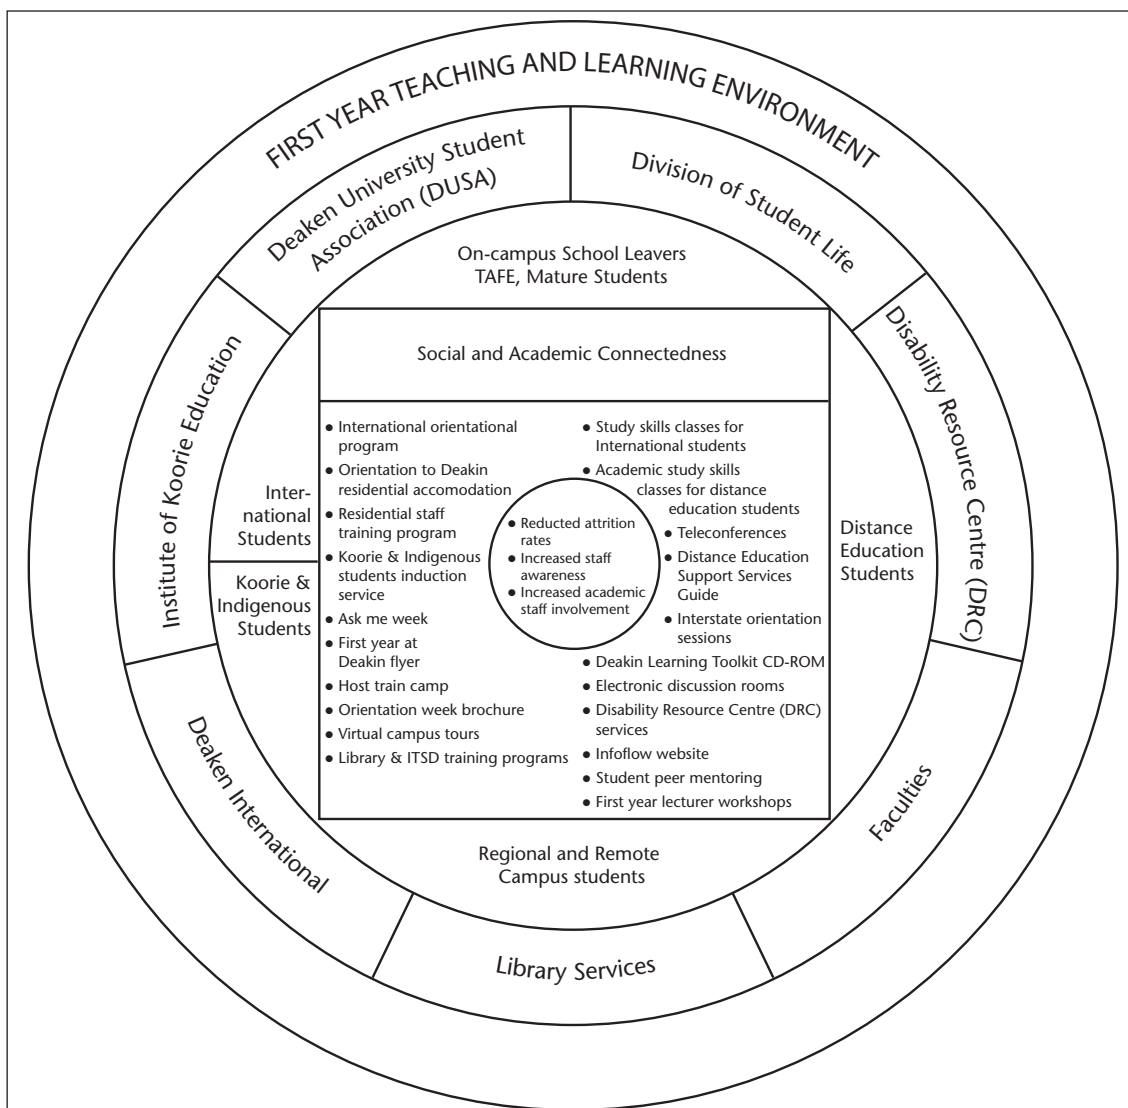 FIRST YEAR TEACHING AND LEARNING ENVIRONMENT
Deaken University Student
Association (DUSA)
Division of Student Life
Disability Resource Centre (DRC)
Faculties
Library Services
Deaken International
Institute of Koorie Education
On-campus School Leavers
TAFE, Mature Students
Inter-
national
Students
Koorie &
Indigenous
Students
Distance
Education
Students
Regional and Remote
Campus students
Social and Academic Connectedness
● International orientational
program
● Orientation to Deakin
residential accomodation
● Residential staff
training program
● Koorie & Indigenous
students induction
service
● Ask me week
● First year at
Deakin flyer
● Host train camp
● Orientation week brochure
● Virtual campus tours
● Library & ITSD training programs
● Reducted attrition
rates
● Increased staff
awareness
● Increased academic
staff involvement
● Study skills classes for
International students
● Academic study skills
classes for distance
education students
● Teleconferences
● Distance Education
Support Services
Guide
● Interstate orientation
sessions
● Deakin Learning Toolkit CD-ROM
● Electronic discussion rooms
● Disability Resource Centre (DRC)
services
● Infoflow website
● Student peer mentoring
● First year lecturer workshops